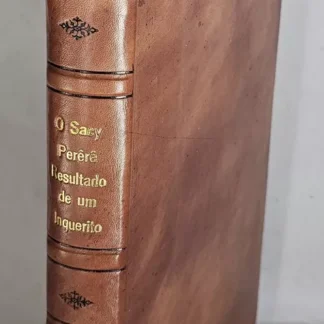 O Sacy
Perêrê
Resultado
de um
Inquerito